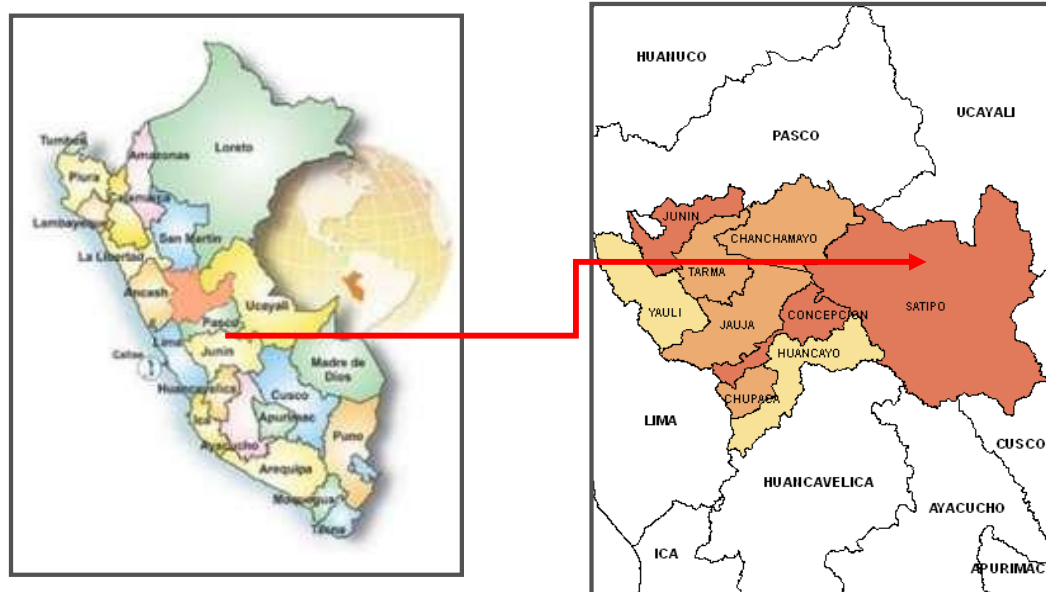 Tumbes
Amazonas
Loreto
Piura
Cajamarca
Lambayeque
San Martin
La Libertad
Ancash
Ucayali
Pasco
Lima
Callao
Junin
Madre de
Dios
Huancavelica
Cusco
Ica
Apurimac
Puno
Ayacucho
Arequipa
Moquegua
Tacna
HUANUCO
UCAYALI
PASCO
JUNIN
CHANCHAMAYO
TARMA
YAULI
CONCEPCION
SATIPO
JAUJA
HUANCAYO
CHUPACA
LIMA
CUSCO
HUANCAVELICA
AYACUCHO
ICA
APURIMAC